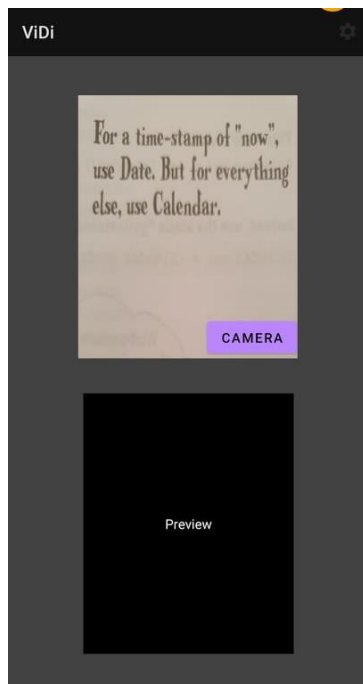 ViDi
For a time-stamp of "now",
use Date. But for everything
else, use Calendar.
CAMERA
Preview